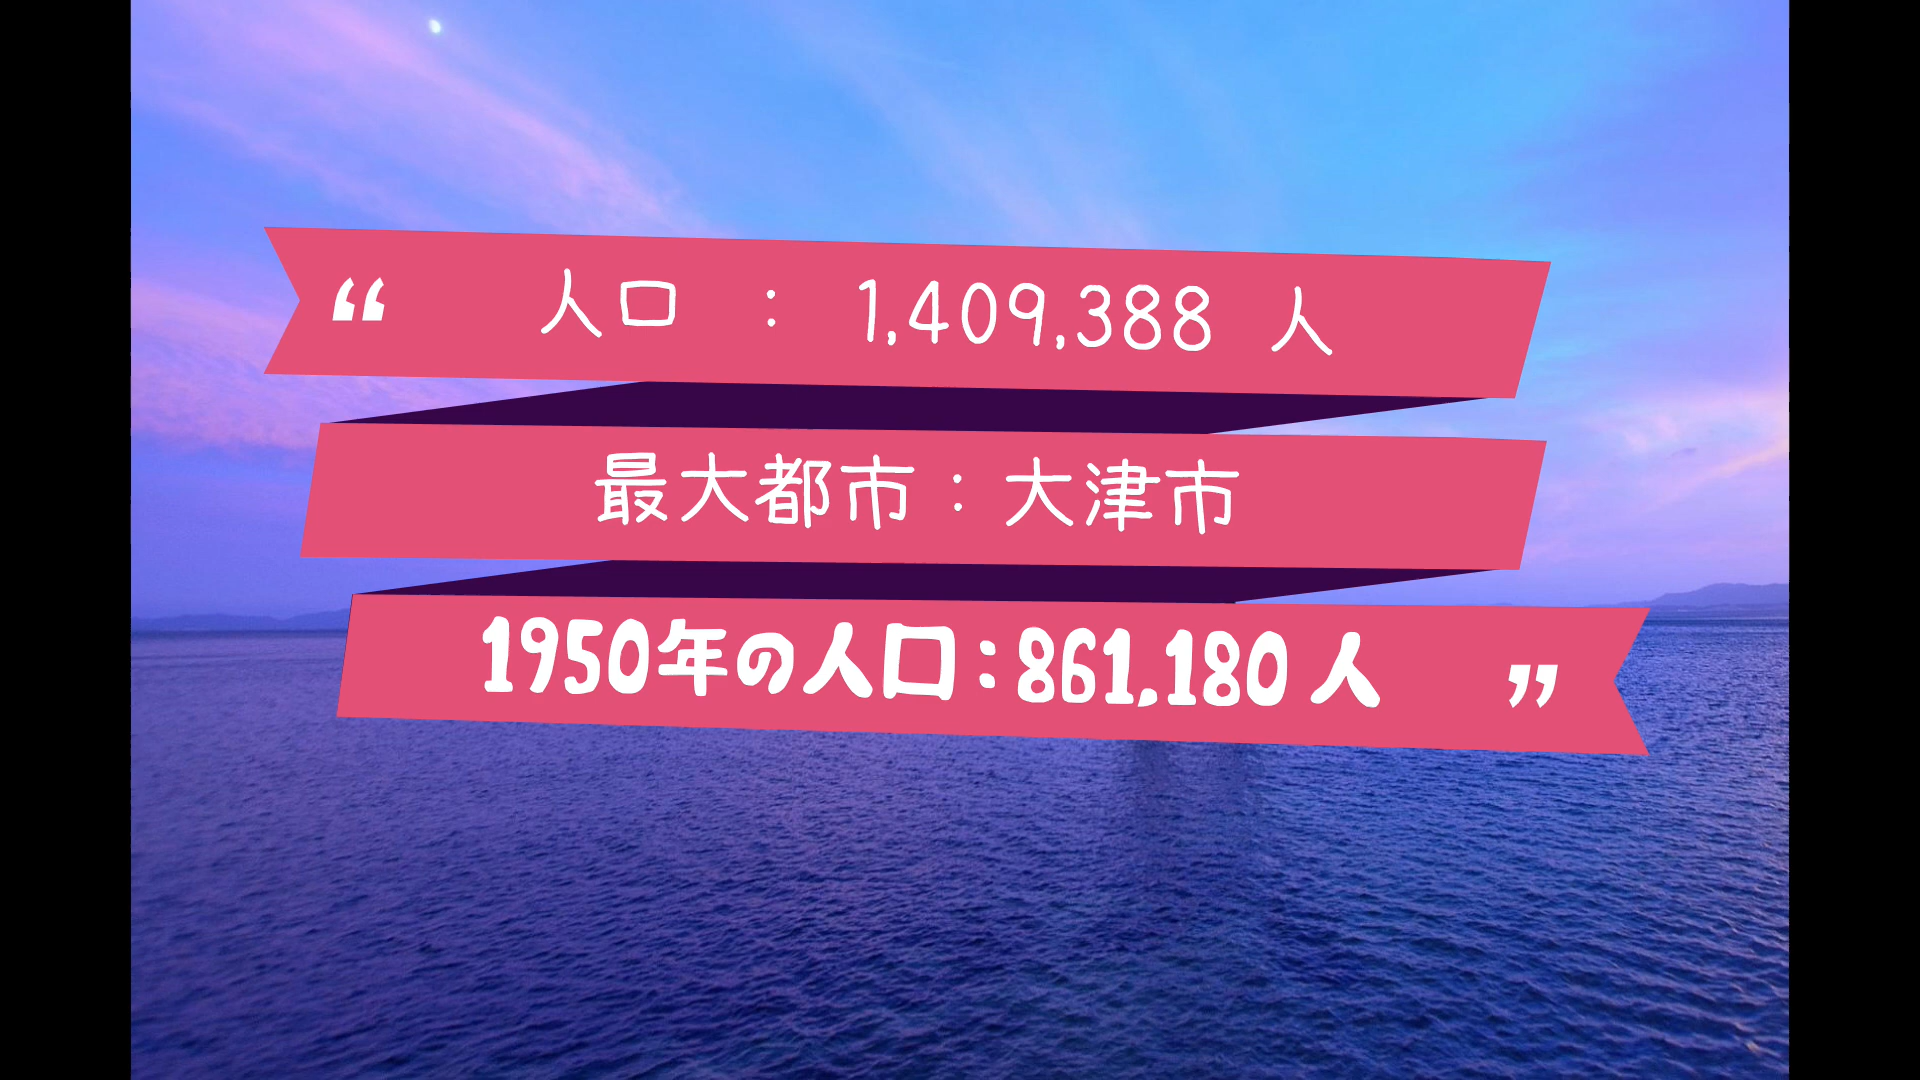 “ 人口 : 1,409,388 人
最大都市:大津市
1950年の人口:861,180 人 ”